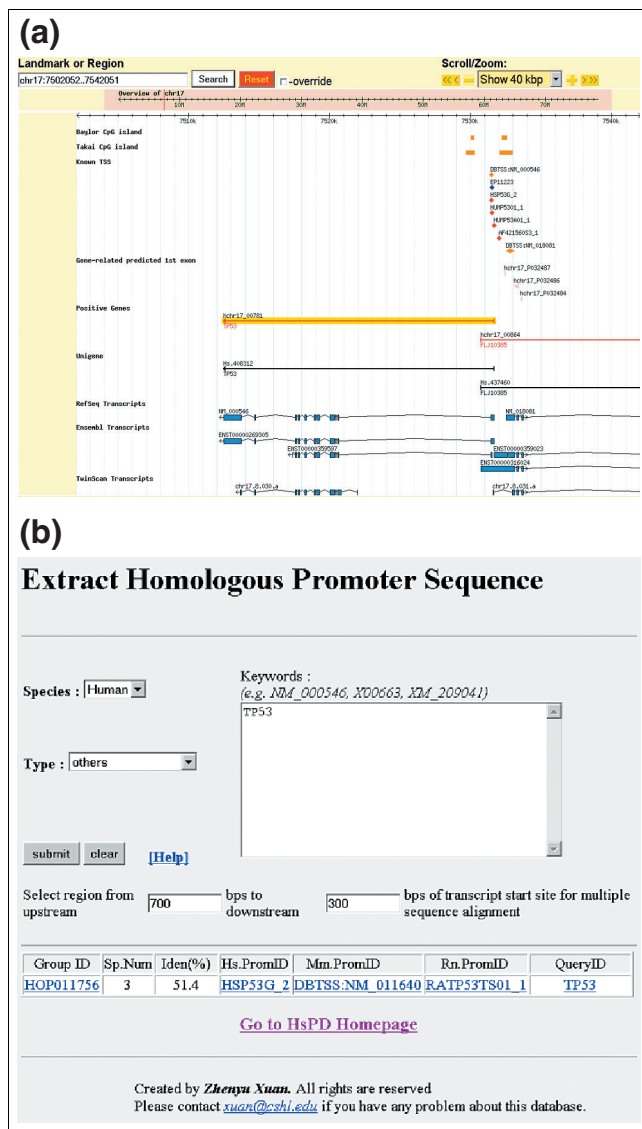 (a)
Landmark or Region
Scroll/Zoom:
chr17:7502052..7542051
Search
Reset
-override
Show 40 kbp
Overview of chr17
10M 20M 30M 40M 50M 60M 70M
7510k 7520k 7530k 7540k
Baylor CpG island
Takai CpG island
Known TSS
DBTSS:NM_000546
EP11223
HSP53G_2
HUMP5301_1
HUMP53A01_1
AF421560S3_1
DBTSS:NM_018081
Gene-related predicted 1st exon
hchr17_P032487
hchr17_P032486
hchr17_P032484
Positive Genes
hchr17_00781
TP53
hchr17_00864
FLJ10385
Unigene
Hs.408312
TP53
Hs.437460
FLJ10385
RefSeq Transcripts
NM_000546
NM_018081
Ensembl Transcripts
ENST00000269305
ENST00000359597
ENST00000359023
ENST00000316024
TwinScan Transcripts
chr17.8.030.a
chr17.8.031.a
(b)
Extract Homologous Promoter Sequence
Species : Human
Keywords :
(e.g. NM_000546, X00663, XM_209041)
TP53
Type : others
submit clear [Help]
Select region from upstream 700 bps to downstream 300 bps of transcript start site for multiple sequence alignment
Group ID Sp.Num Iden(%) Hs.PromID Mm.PromID Rn.PromID QueryID
HOP011756 3 51.4 HSP53G_2 DBTSS:NM_011640 RATP53TS01_1 TP53
Go to HsPD Homepage
Created by Zhenyu Xuan. All rights are reserved
Please contact xuan@cshl.edu if you have any problem about this database.